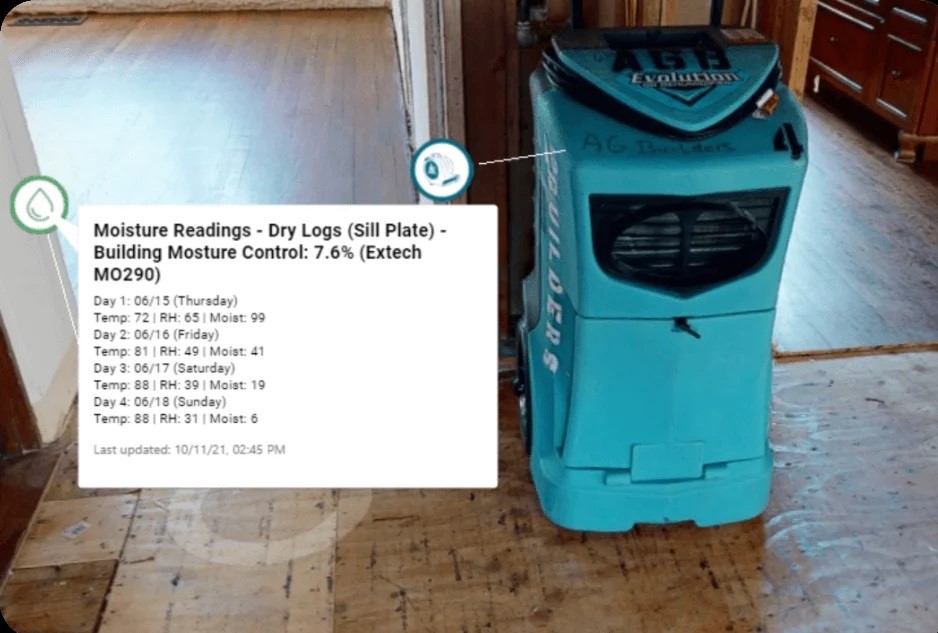 AGB
Evolution
AG Builders
BUILDERS
Moisture Readings - Dry Logs (Sill Plate) -
Building Mosture Control: 7.6% (Extech
MO290)
Day 1: 06/15 (Thursday)
Temp: 72 | RH: 65 | Moist: 99
Day 2: 06/16 (Friday)
Temp: 81 | RH: 49 | Moist: 41
Day 3: 06/17 (Saturday)
Temp: 88 | RH: 39 | Moist: 19
Day 4: 06/18 (Sunday)
Temp: 88 | RH: 31 | Moist: 6
Last updated: 10/11/21, 02:45 PM